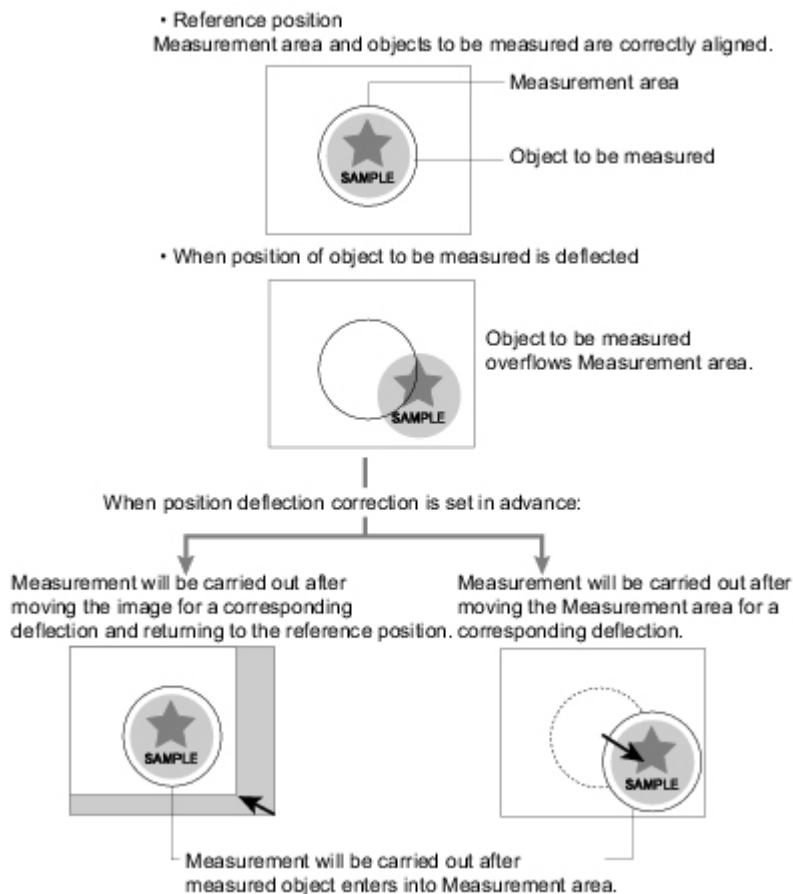 • Reference position
Measurement area and objects to be measured are correctly aligned.
Measurement area
Object to be measured
SAMPLE
• When position of object to be measured is deflected
Object to be measured
overflows Measurement area.
SAMPLE
When position deflection correction is set in advance:
Measurement will be carried out after
moving the image for a corresponding
deflection and returning to the reference position.
Measurement will be carried out after
moving the Measurement area for a
corresponding deflection.
SAMPLE
SAMPLE
Measurement will be carried out after
measured object enters into Measurement area.